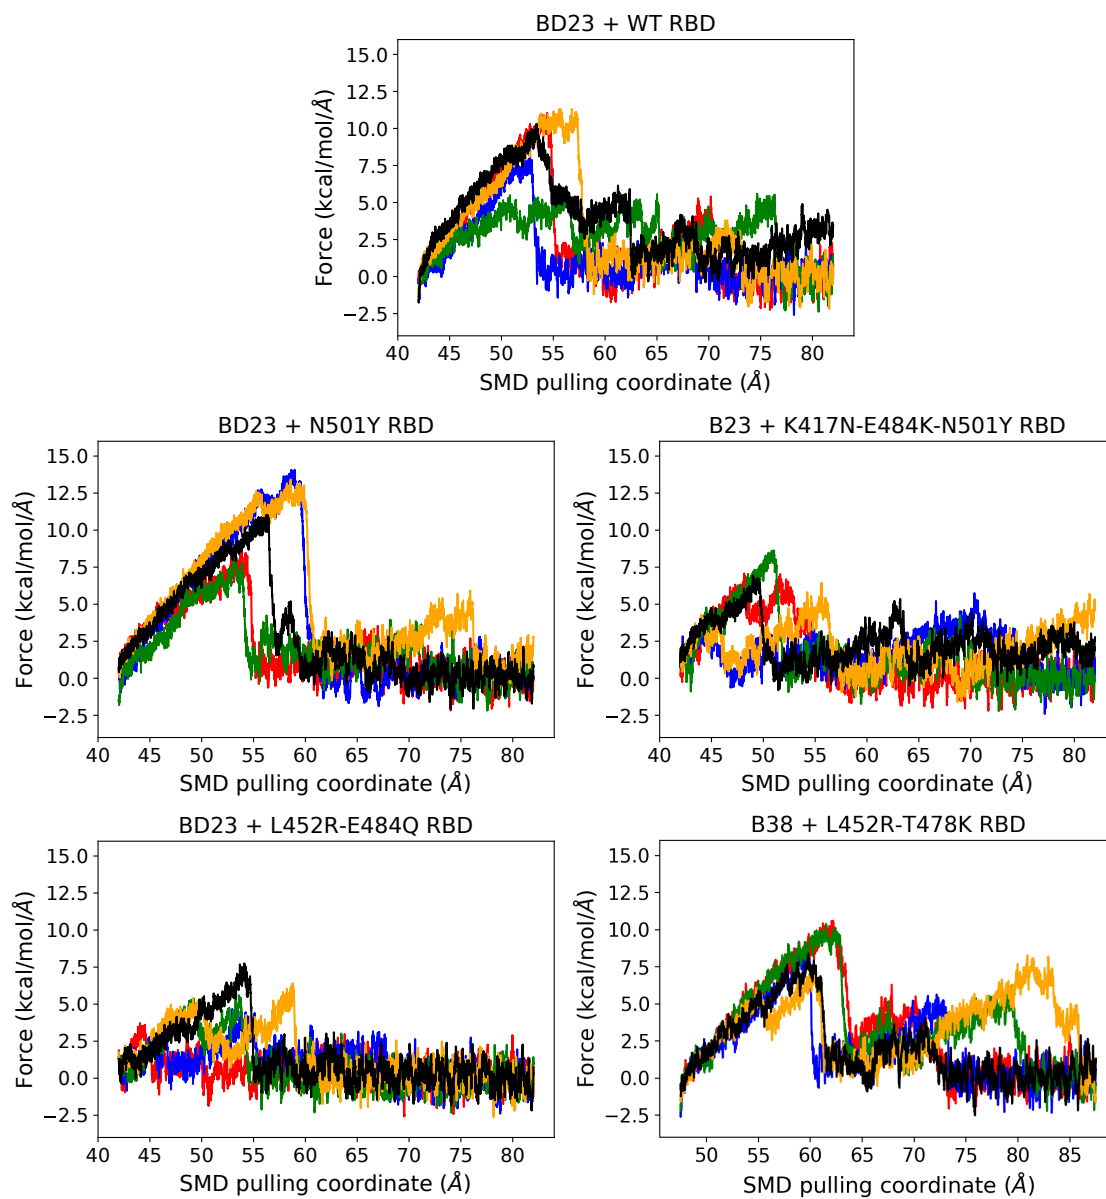 BD23 + WT RBD
Force (kcal/mol/Å)
15.0
12.5
10.0
7.5
5.0
2.5
0.0
−2.5
40 45 50 55 60 65 70 75 80
SMD pulling coordinate (Å)
BD23 + N501Y RBD
Force (kcal/mol/Å)
15.0
12.5
10.0
7.5
5.0
2.5
0.0
−2.5
40 45 50 55 60 65 70 75 80
SMD pulling coordinate (Å)
B23 + K417N-E484K-N501Y RBD
Force (kcal/mol/Å)
15.0
12.5
10.0
7.5
5.0
2.5
0.0
−2.5
40 45 50 55 60 65 70 75 80
SMD pulling coordinate (Å)
BD23 + L452R-E484Q RBD
Force (kcal/mol/Å)
15.0
12.5
10.0
7.5
5.0
2.5
0.0
−2.5
40 45 50 55 60 65 70 75 80
SMD pulling coordinate (Å)
B38 + L452R-T478K RBD
Force (kcal/mol/Å)
15.0
12.5
10.0
7.5
5.0
2.5
0.0
−2.5
50 55 60 65 70 75 80 85
SMD pulling coordinate (Å)